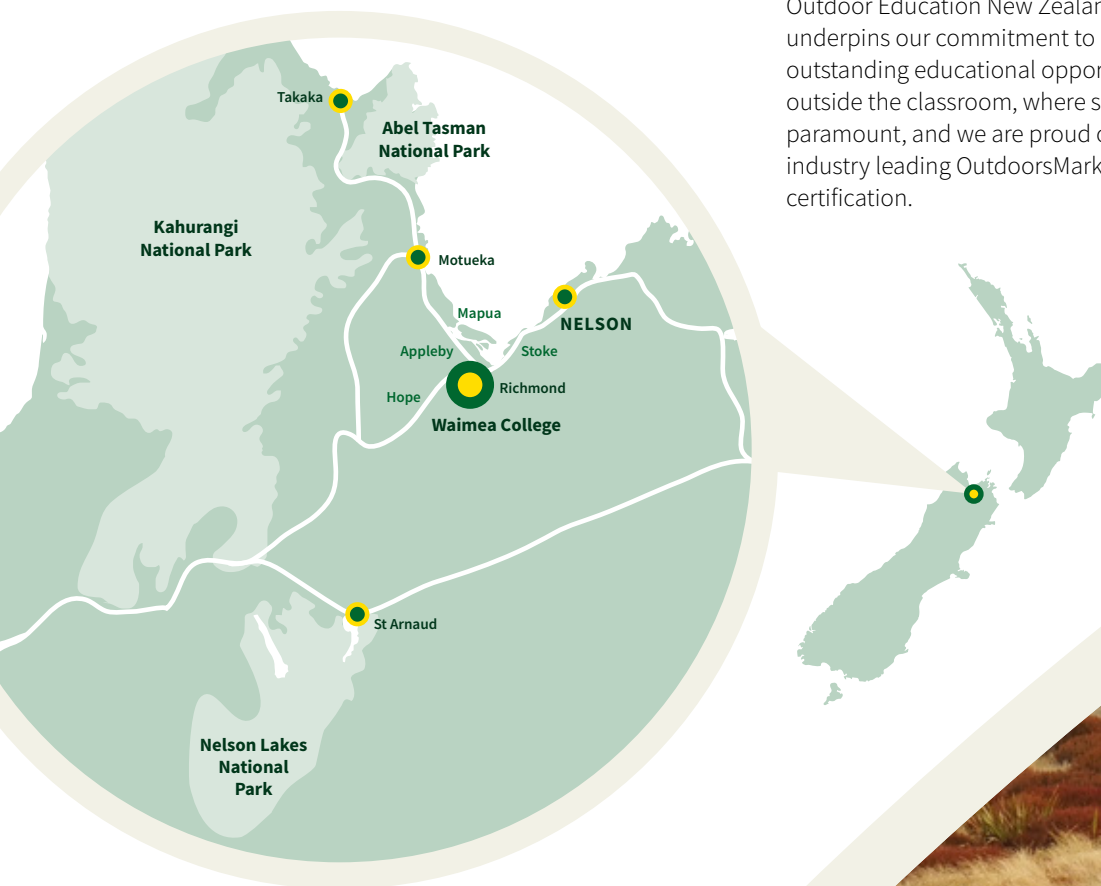 Outdoor Education New Zealan
underpins our commitment to
outstanding educational oppor
outside the classroom, where s
paramount, and we are proud o
industry leading OutdoorsMark
certification.
Takaka
Abel Tasman
National Park
Kahurangi
National Park
Motueka
Mapua
NELSON
Appleby
Stoke
Richmond
Hope
Waimea College
St Arnaud
Nelson Lakes
National
Park